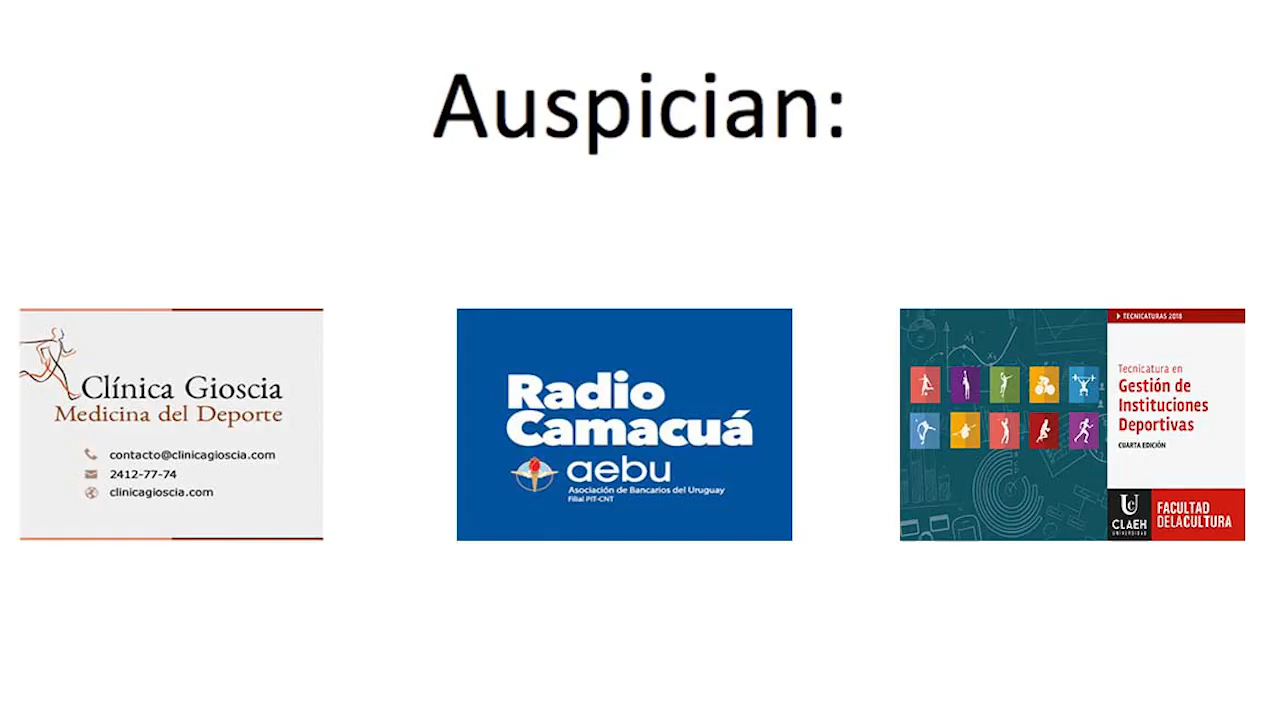 Auspician:
Clínica Gioscia
Medicina del Deporte
contacto@clinicagioscia.com
2412-77-74
clinicagioscia.com
Radio
Camacuá
aebu
Asociación de Bancarios del Uruguay
Filial PIT-CNT
TECNICATURAS 2018
Tecnicatura en
Gestión de
Instituciones
Deportivas
CUARTA EDICIÓN
UC
CLAEH
UNIVERSIDAD
FACULTAD
DELACULTURA